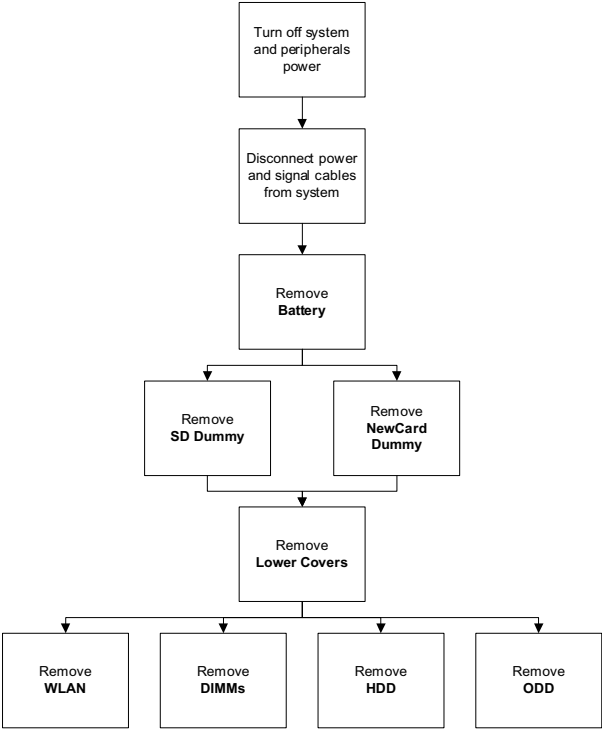 Turn off system
and peripherals
power
Disconnect power
and signal cables
from system
Remove
Battery
Remove
SD Dummy
Remove
NewCard
Dummy
Remove
Lower Covers
Remove
WLAN
Remove
DIMMs
Remove
HDD
Remove
ODD